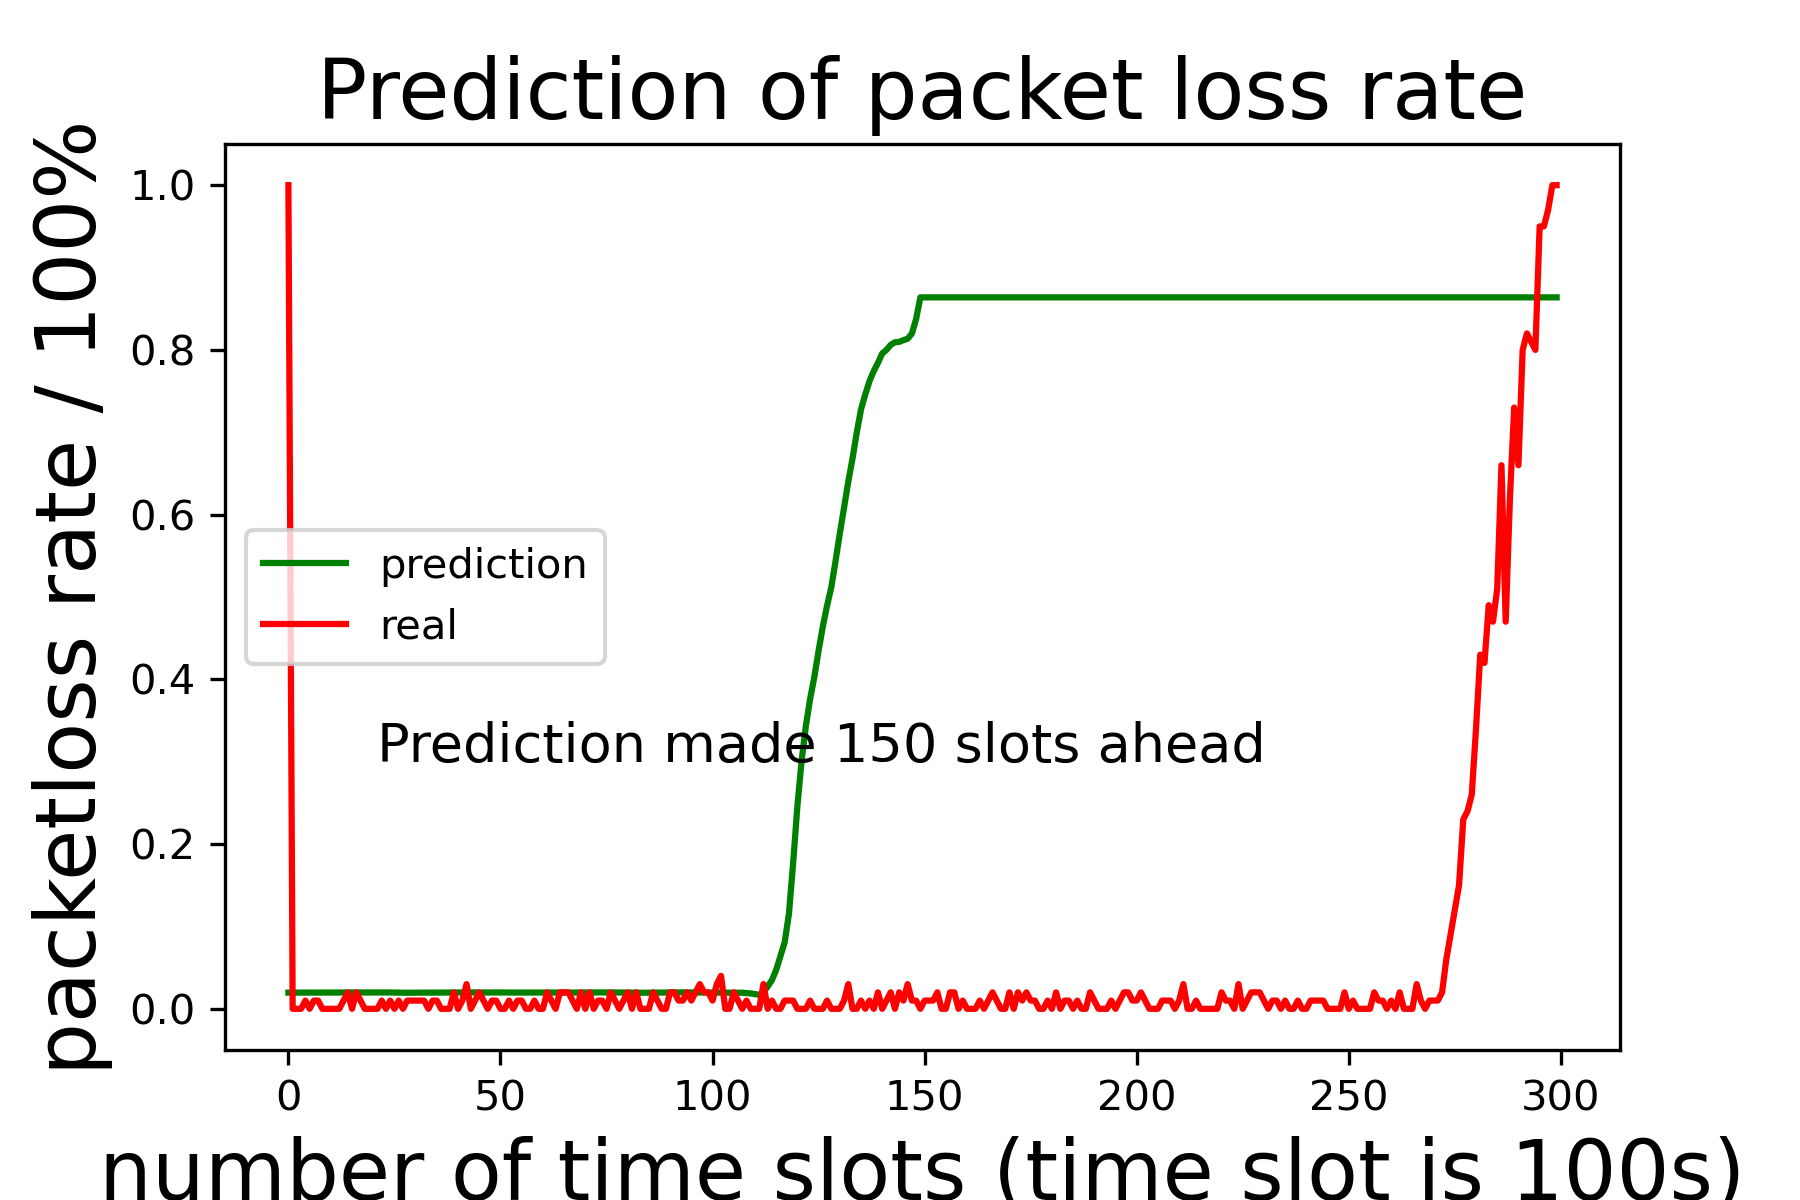 Prediction of packet loss rate
packetloss rate / 100%
1.0
0.8
0.6
0.4
0.2
0.0
prediction
real
Prediction made 150 slots ahead
0 50 100 150 200 250 300
number of time slots (time slot is 100s)